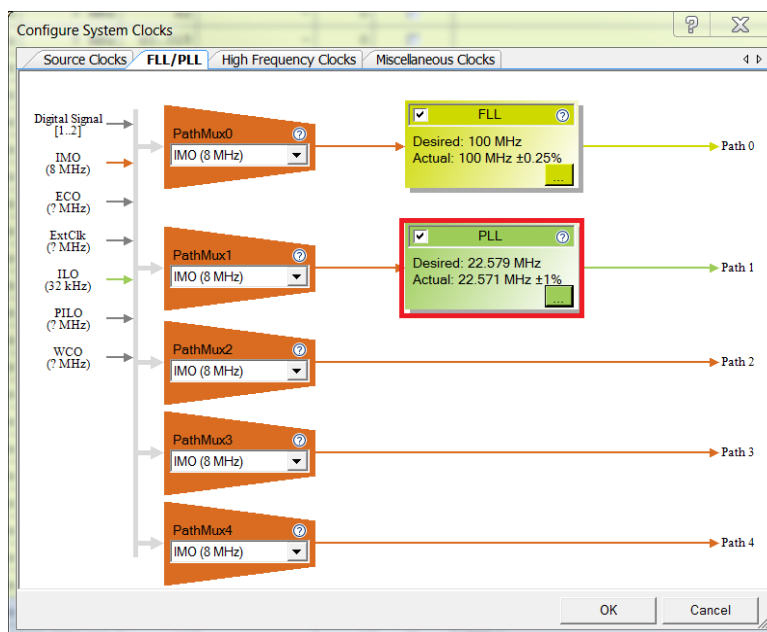 Configure System Clocks
Source Clocks
FLL/PLL
High Frequency Clocks
Miscellaneous Clocks
Digital Signal
[1..2]
IMO
(8 MHz)
ECO
(? MHz)
ExtClk
(? MHz)
ILO
(32 kHz)
PILO
(? MHz)
WCO
(? MHz)
PathMux0
IMO (8 MHz)
FLL
Desired: 100 MHz
Actual: 100 MHz ±0.25%
...
Path 0
PathMux1
IMO (8 MHz)
PLL
Desired: 22.579 MHz
Actual: 22.571 MHz ±1%
...
Path 1
PathMux2
IMO (8 MHz)
Path 2
PathMux3
IMO (8 MHz)
Path 3
PathMux4
IMO (8 MHz)
Path 4
OK
Cancel